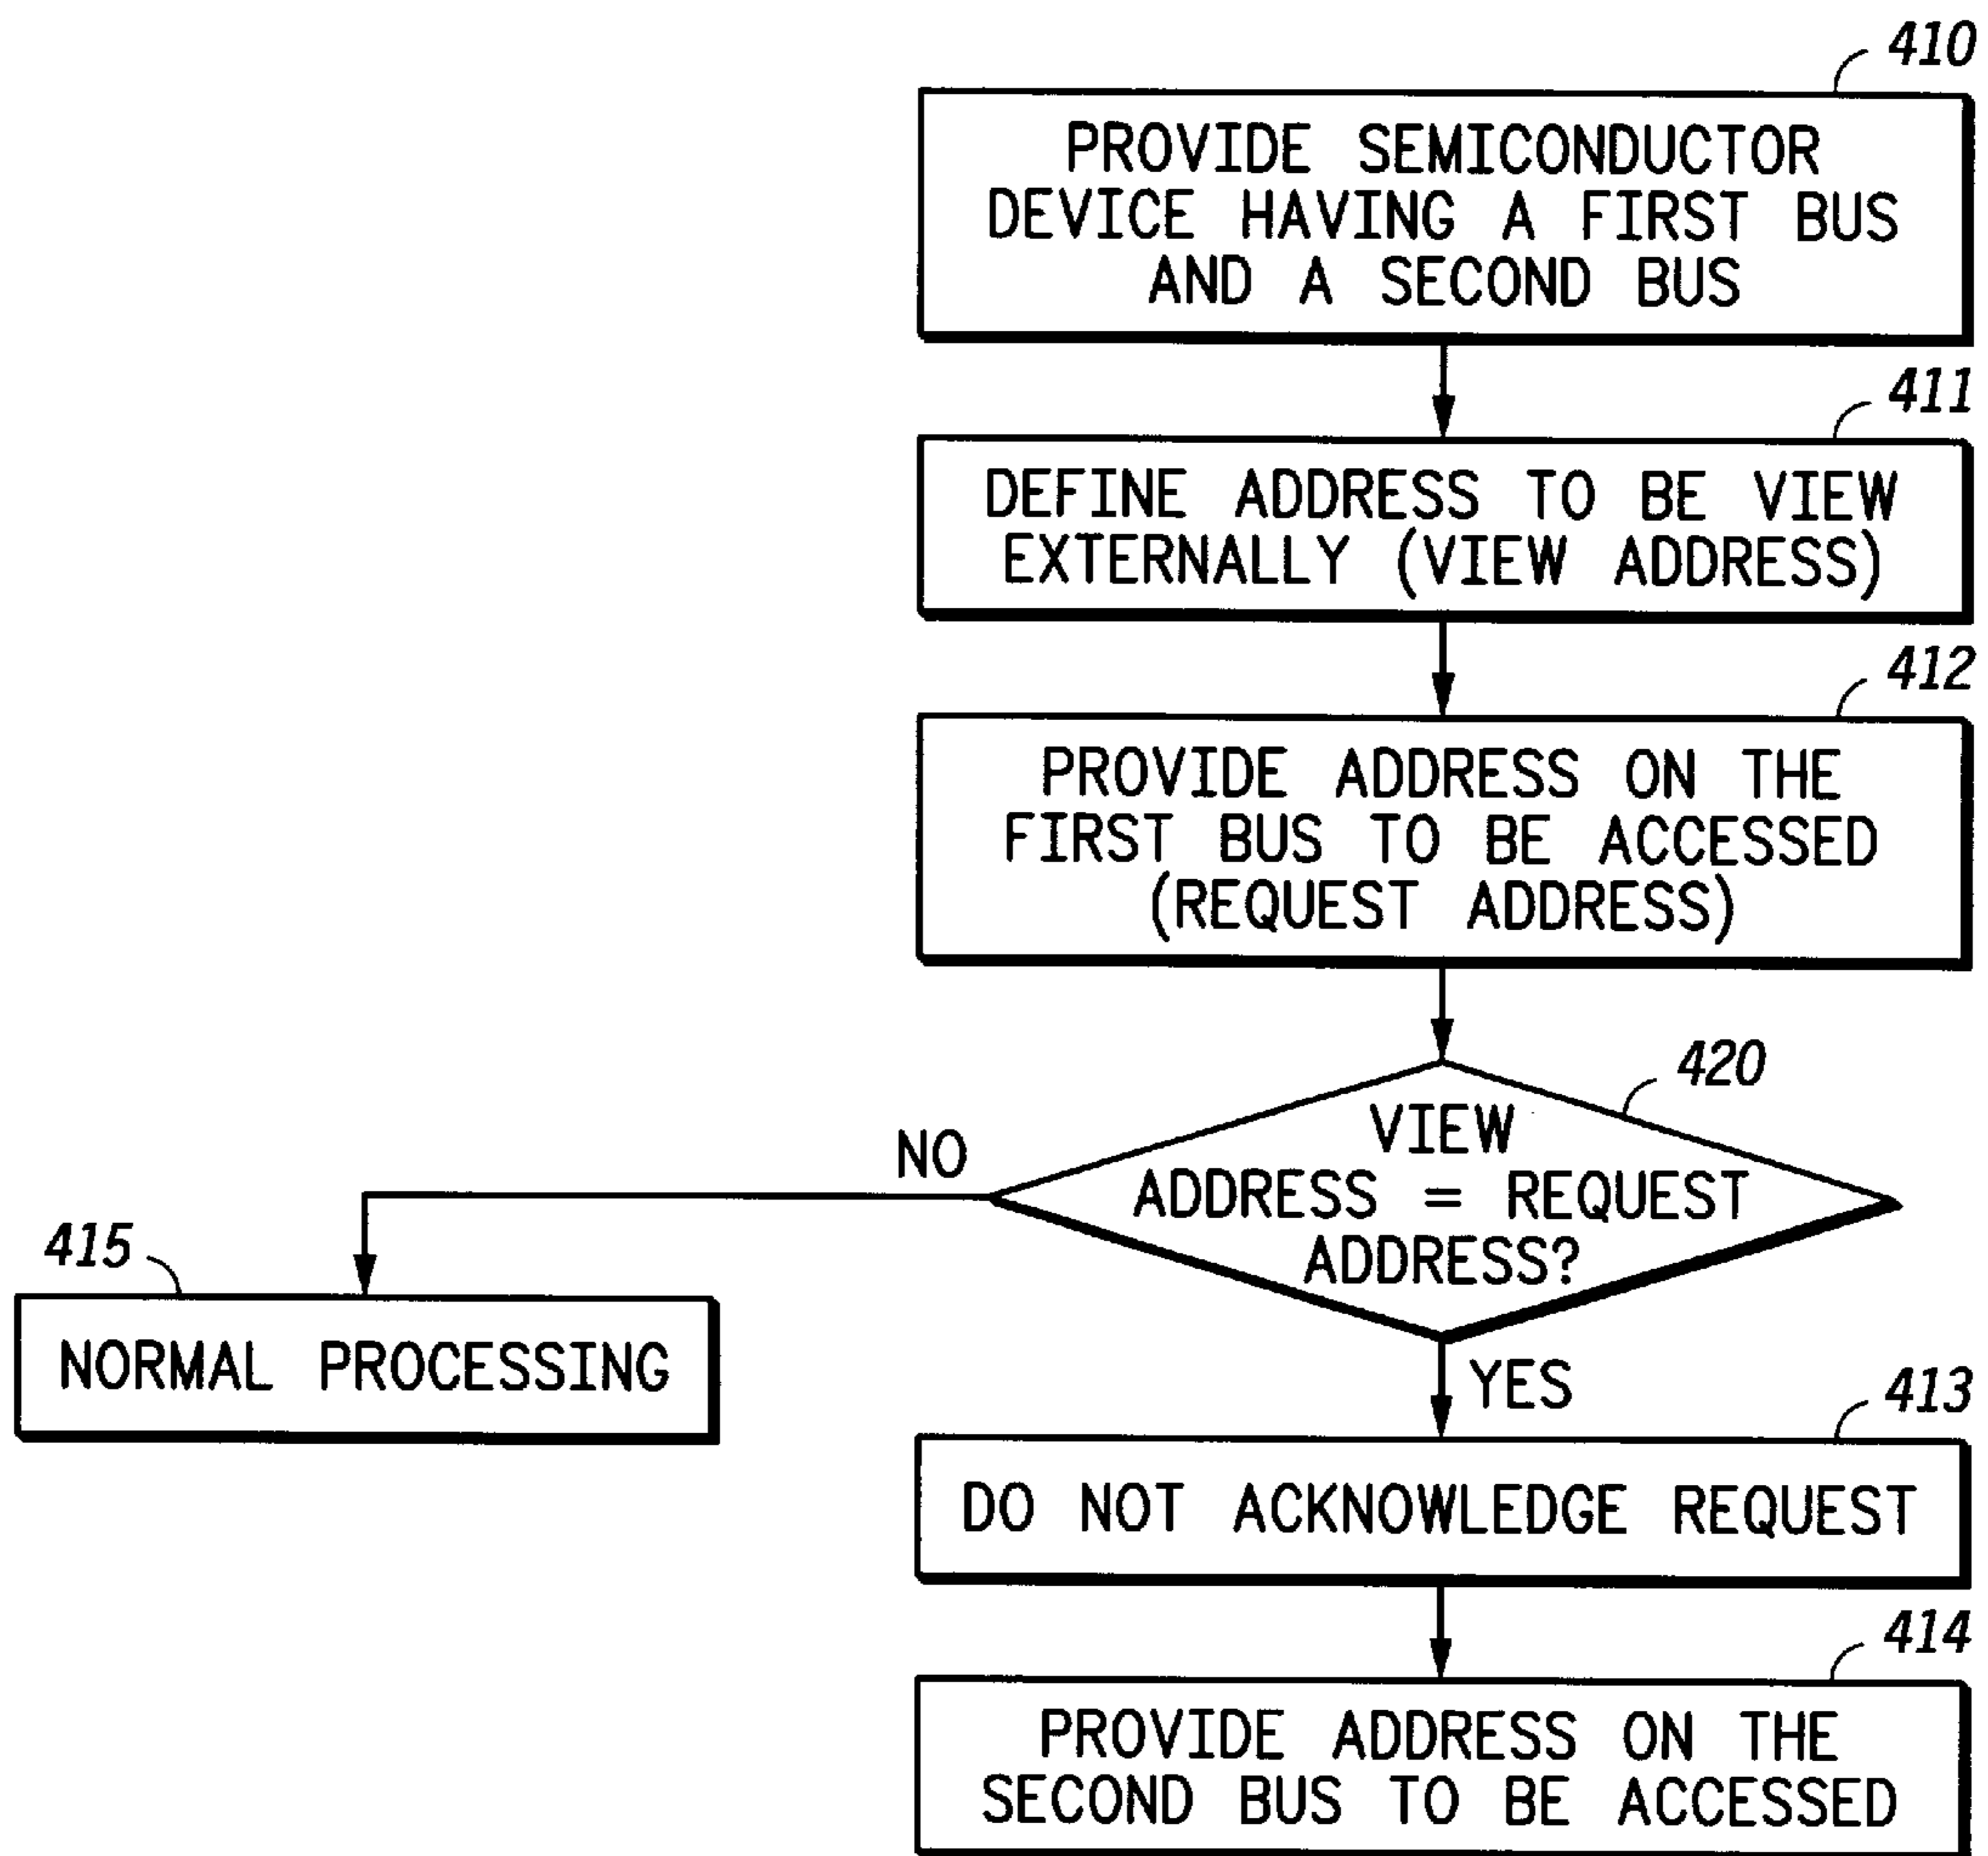 410
PROVIDE SEMICONDUCTOR
DEVICE HAVING A FIRST BUS
AND A SECOND BUS
411
DEFINE ADDRESS TO BE VIEW
EXTERNALLY (VIEW ADDRESS)
412
PROVIDE ADDRESS ON THE
FIRST BUS TO BE ACCESSED
(REQUEST ADDRESS)
420
VIEW
ADDRESS = REQUEST
ADDRESS?
NO
415
NORMAL PROCESSING
YES
413
DO NOT ACKNOWLEDGE REQUEST
414
PROVIDE ADDRESS ON THE
SECOND BUS TO BE ACCESSED